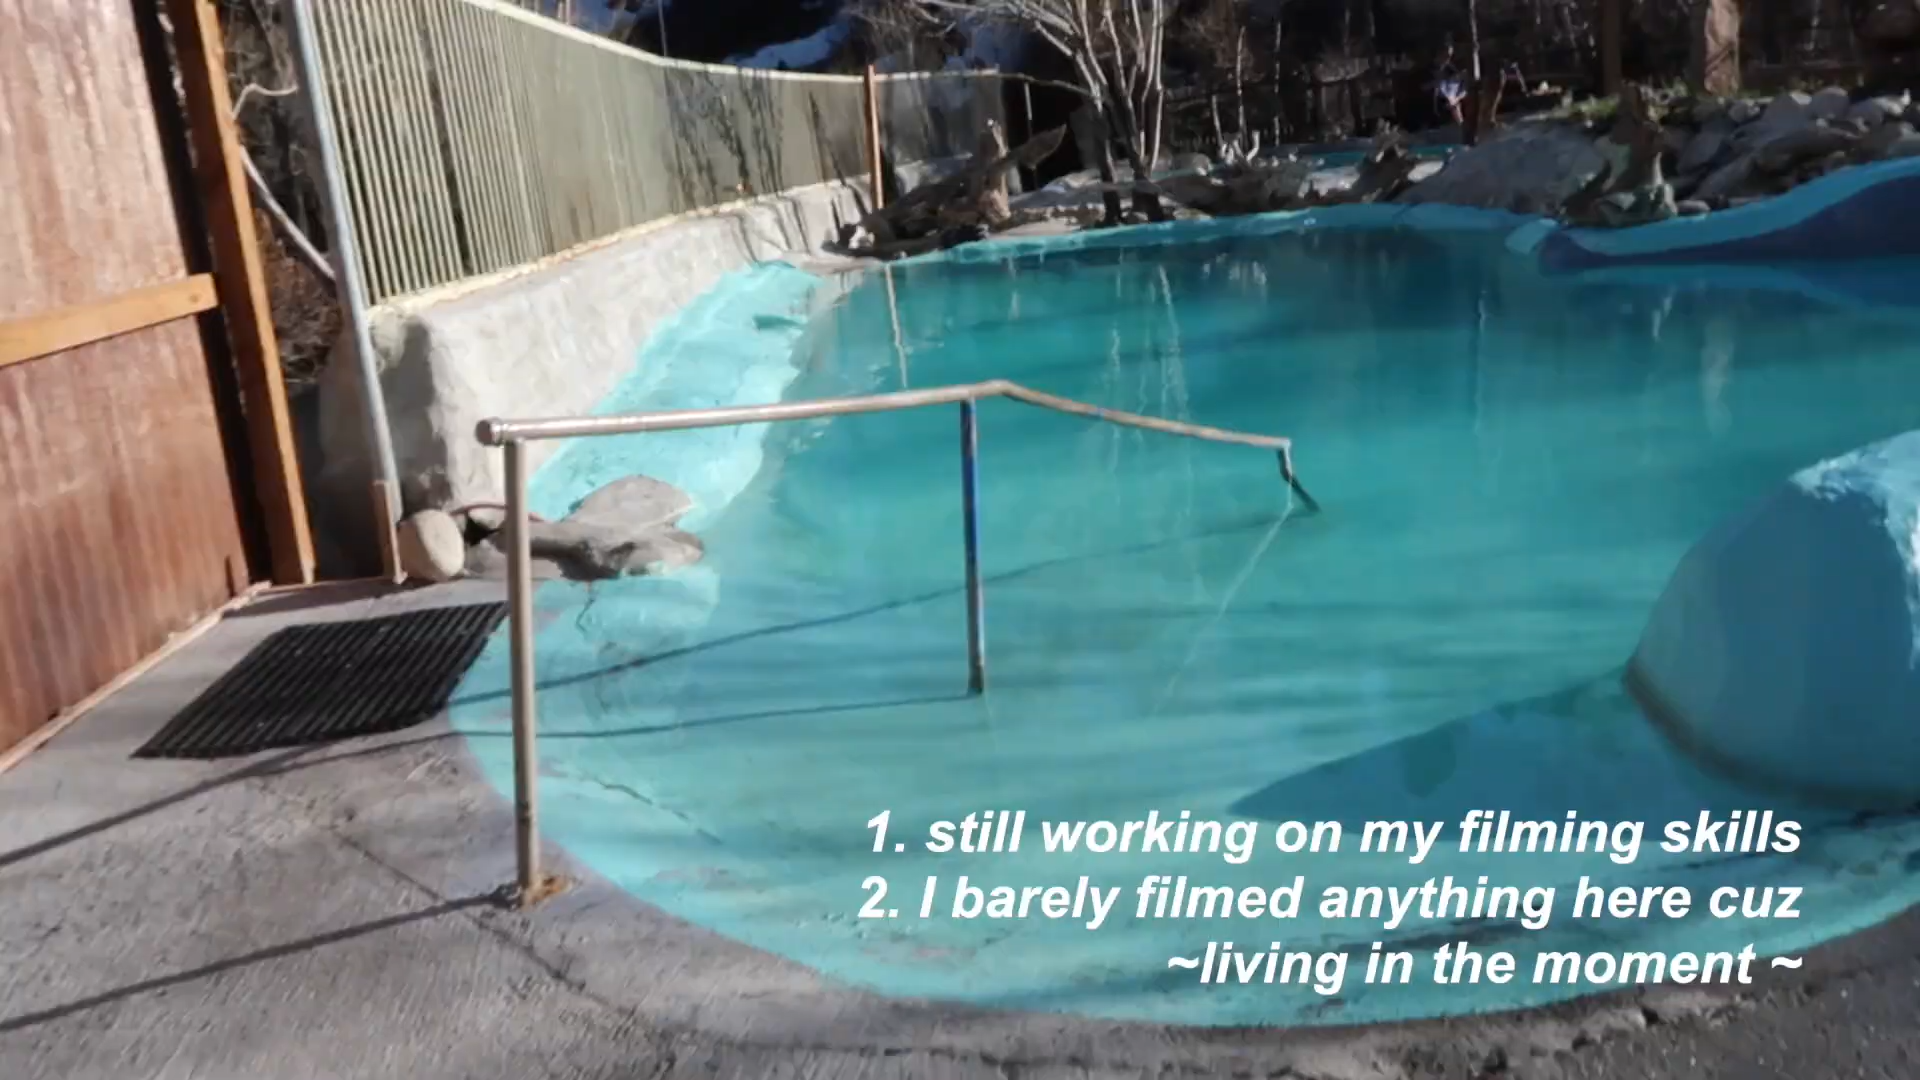 1. still working on my filming skills
2. I barely filmed anything here cuz
~living in the moment ~